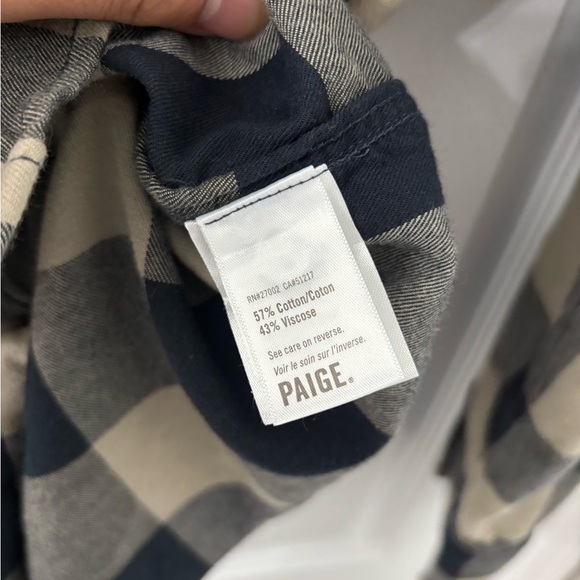 RN#27002 CA#51217
57% Cotton/Coton
43% Viscose
See care on reverse.
Voir le soin sur l'inverse.
PAIGE.